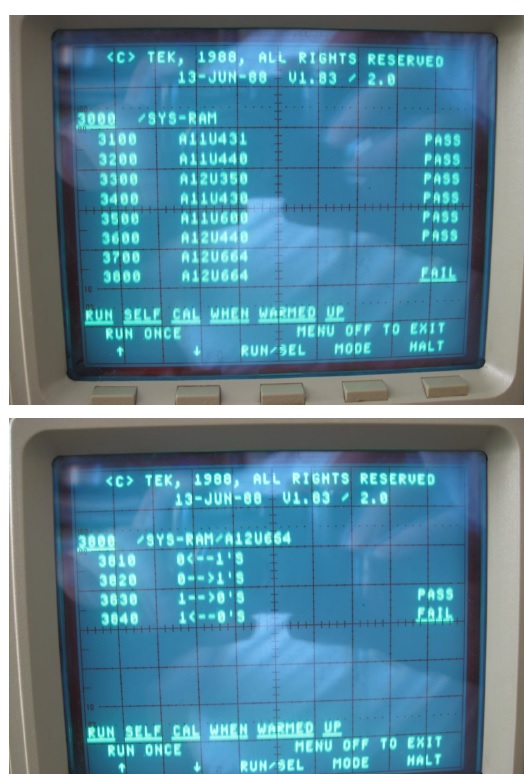 <C> TEK, 1988, ALL RIGHTS RESERVED
13-JUN-88 V1.83 / 2.0
3000 /SYS-RAM
3100 A11U431 PASS
3200 A11U440 PASS
3300 A12U350 PASS
3400 A11U430 PASS
3500 A11U600 PASS
3600 A12U440 PASS
3700 A12U664
3800 A12U664 FAIL
RUN SELF CAL WHEN WARMED UP
RUN ONCE MENU OFF TO EXIT
↑ ↓ RUN/SEL MODE HALT
<C> TEK, 1988, ALL RIGHTS RESERVED
13-JUN-88 V1.83 / 2.0
3800 /SYS-RAM/A12U664
3810 0<--1'S
3820 0-->1'S
3830 1-->0'S PASS
3840 1<--0'S FAIL
RUN SELF CAL WHEN WARMED UP
RUN ONCE MENU OFF TO EXIT
↑ ↓ RUN/SEL MODE HALT